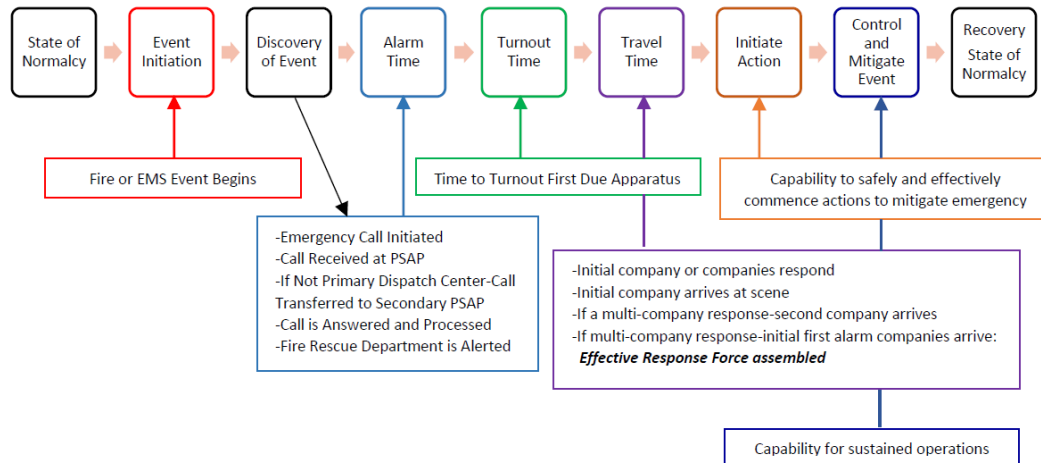 State of
Normalcy
Event
Initiation
Discovery
of Event
Alarm
Time
Turnout
Time
Travel
Time
Initiate
Action
Control
and
Mitigate
Event
Recovery
State of
Normalcy
Fire or EMS Event Begins
Time to Turnout First Due Apparatus
Capability to safely and effectively
commence actions to mitigate emergency
-Emergency Call Initiated
-Call Received at PSAP
-If Not Primary Dispatch Center-Call
Transferred to Secondary PSAP
-Call is Answered and Processed
-Fire Rescue Department is Alerted
-Initial company or companies respond
-Initial company arrives at scene
-If a multi-company response-second company arrives
-If multi-company response-initial first alarm companies arrive:
Effective Response Force assembled
Capability for sustained operations